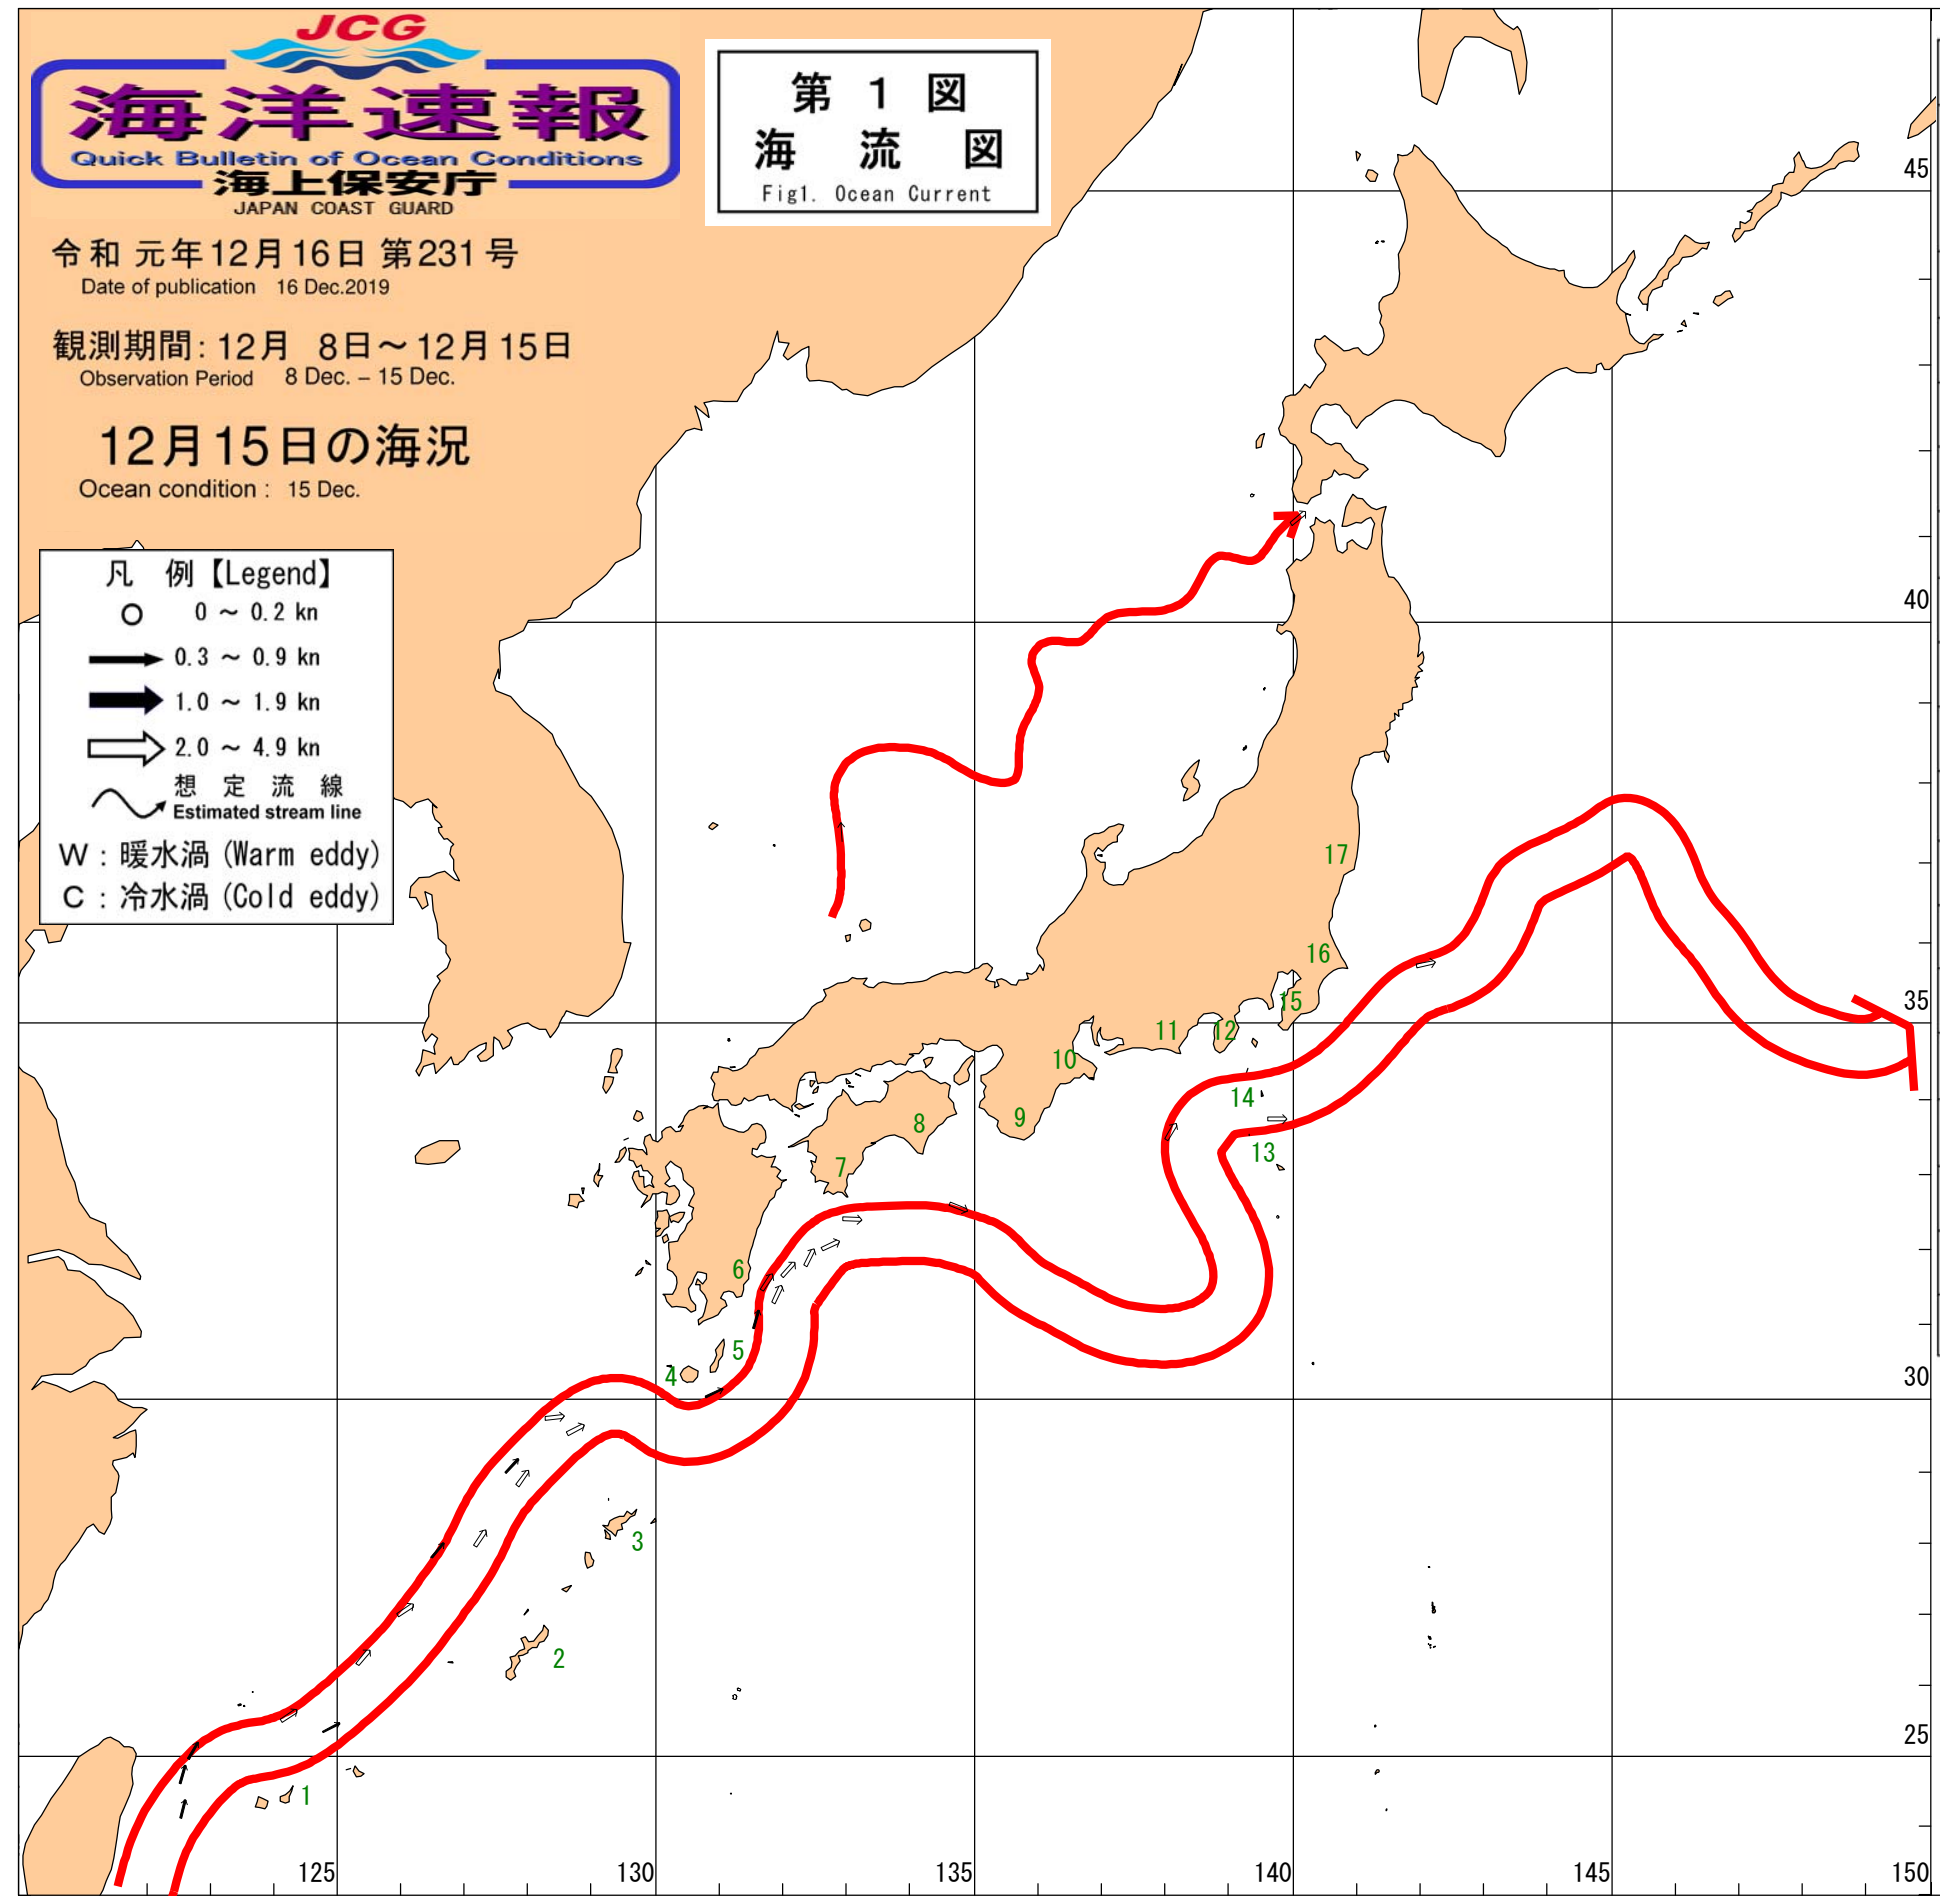 JCG
海洋速報
Quick Bulletin of Ocean Conditions
海上保安庁
JAPAN COAST GUARD
第 1 図
海 流 図
Fig1. Ocean Current
令和 元年12月16日 第231号
Date of publication 16 Dec.2019
観測期間: 12月 8日～12月15日
Observation Period 8 Dec. – 15 Dec.
12月15日の海況
Ocean condition : 15 Dec.
凡 例【Legend】
0 ～ 0.2 kn
0.3 ～ 0.9 kn
1.0 ～ 1.9 kn
2.0 ～ 4.9 kn
想 定 流 線
Estimated stream line
W : 暖水渦 (Warm eddy)
C : 冷水渦 (Cold eddy)
45
40
17
16
35
15
11
12
10
14
9
8
13
7
6
5
4
30
3
2
25
1
125
130
135
140
145
150